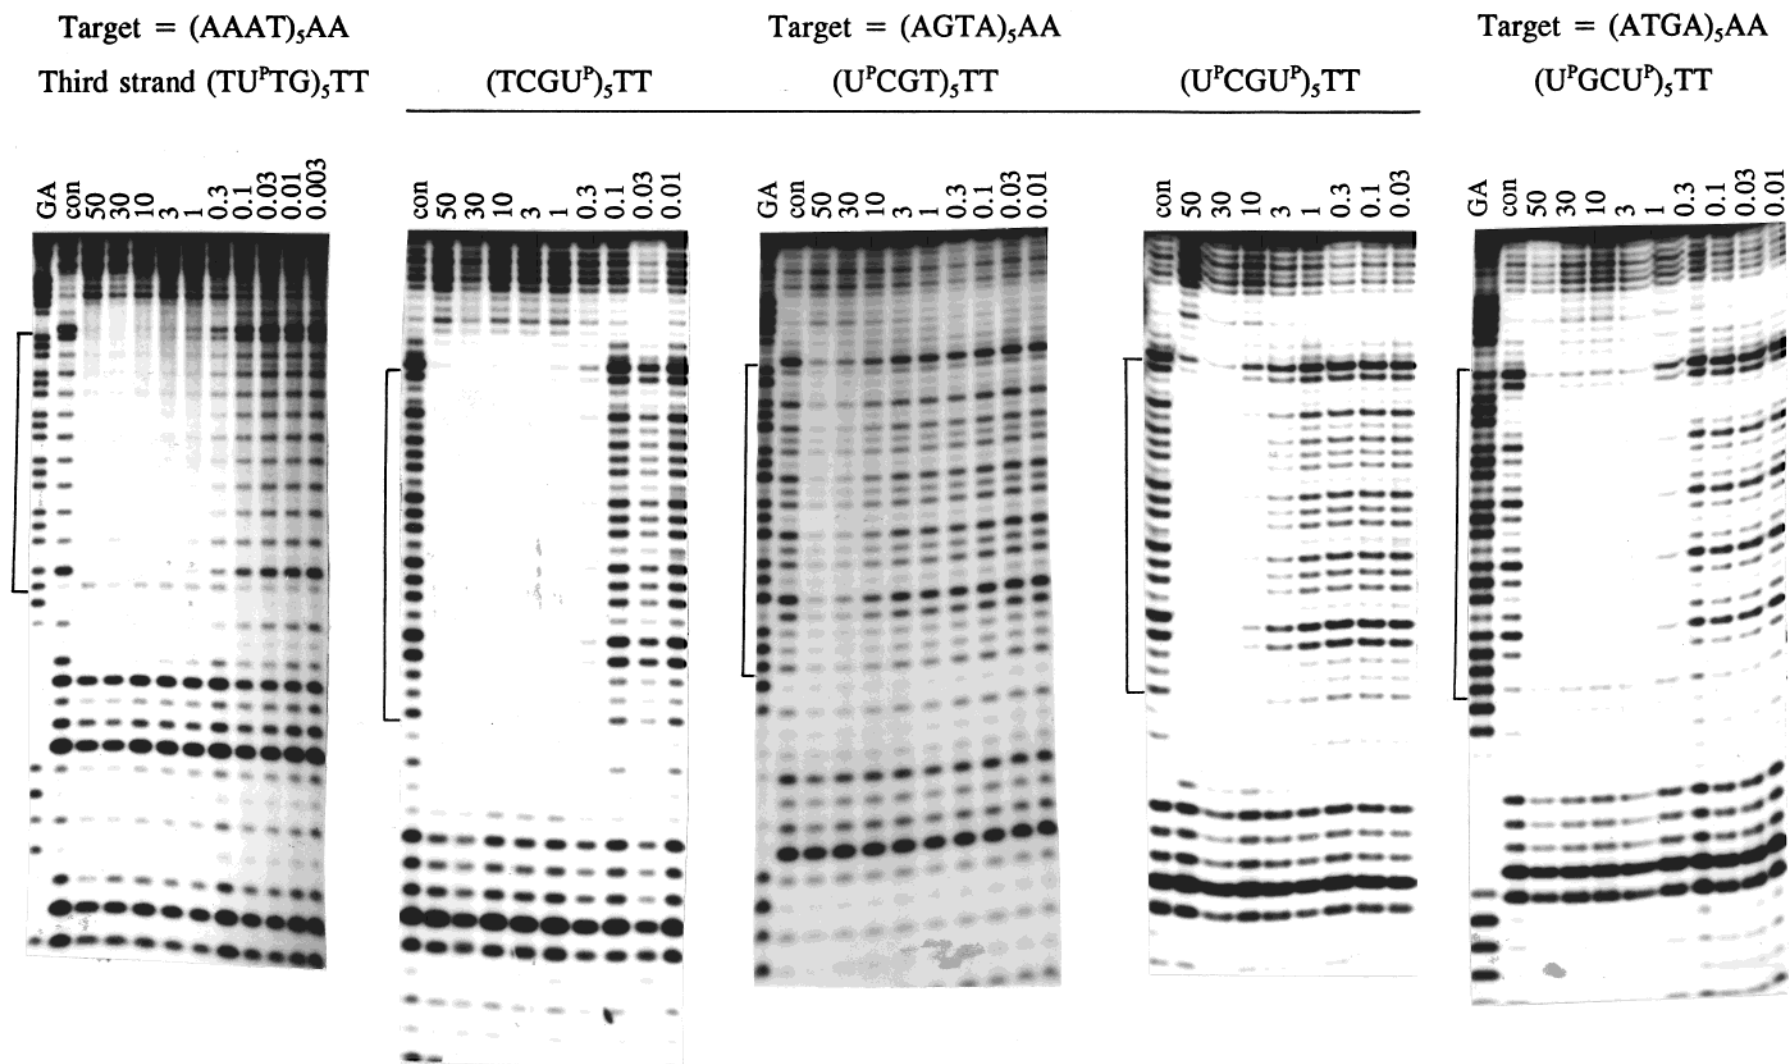 Target = (AAAT)₅AA
Target = (AGTA)₅AA
Target = (ATGA)₅AA
Third strand (TUᴾTG)₅TT
(TCGUᴾ)₅TT
(UᴾCGT)₅TT
(UᴾCGUᴾ)₅TT
(UᴾGCUᴾ)₅TT
GA con 50 30 10 3 1 0.3 0.1 0.03 0.01 0.003
con 50 30 10 3 1 0.3 0.1 0.03 0.01
GA con 50 30 10 3 1 0.3 0.1 0.03 0.01
con 50 30 10 3 1 0.3 0.1 0.03
GA con 50 30 10 3 1 0.3 0.1 0.03 0.01